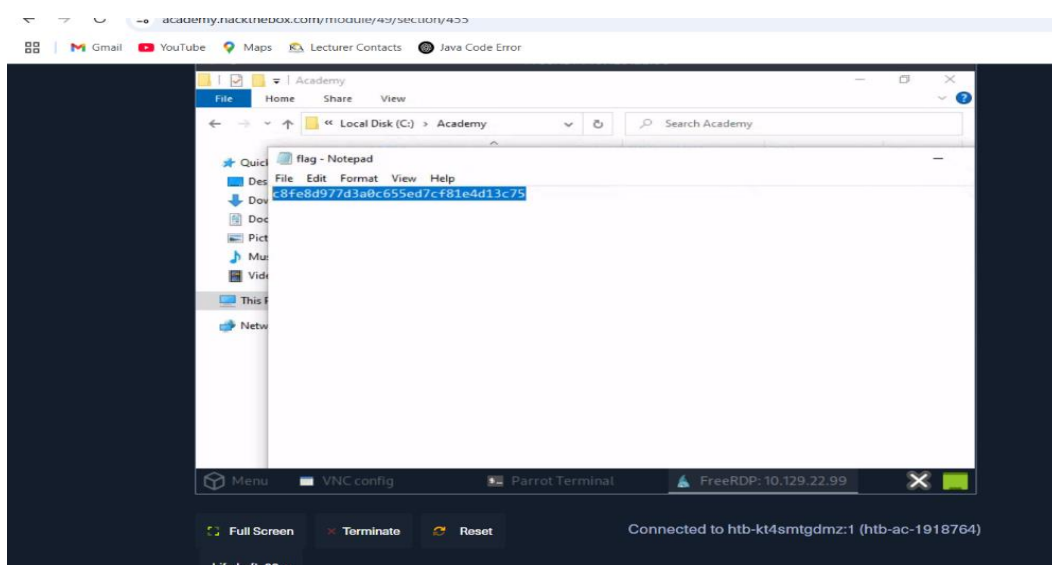 academy.hackthebox.com/module/49/section/455
Gmail YouTube Maps Lecturer Contacts Java Code Error
Academy
File Home Share View
« Local Disk (C:) › Academy
Search Academy
flag - Notepad
File Edit Format View Help
c8fe8d977d3a0c655ed7cf81e4d13c75
Quick
Des
Dow
Doc
Pict
Mus
Vide
This P
Netw
Menu VNC config Parrot Terminal FreeRDP: 10.129.22.99
Full Screen Terminate Reset Connected to htb-kt4smtgdmz:1 (htb-ac-1918764)